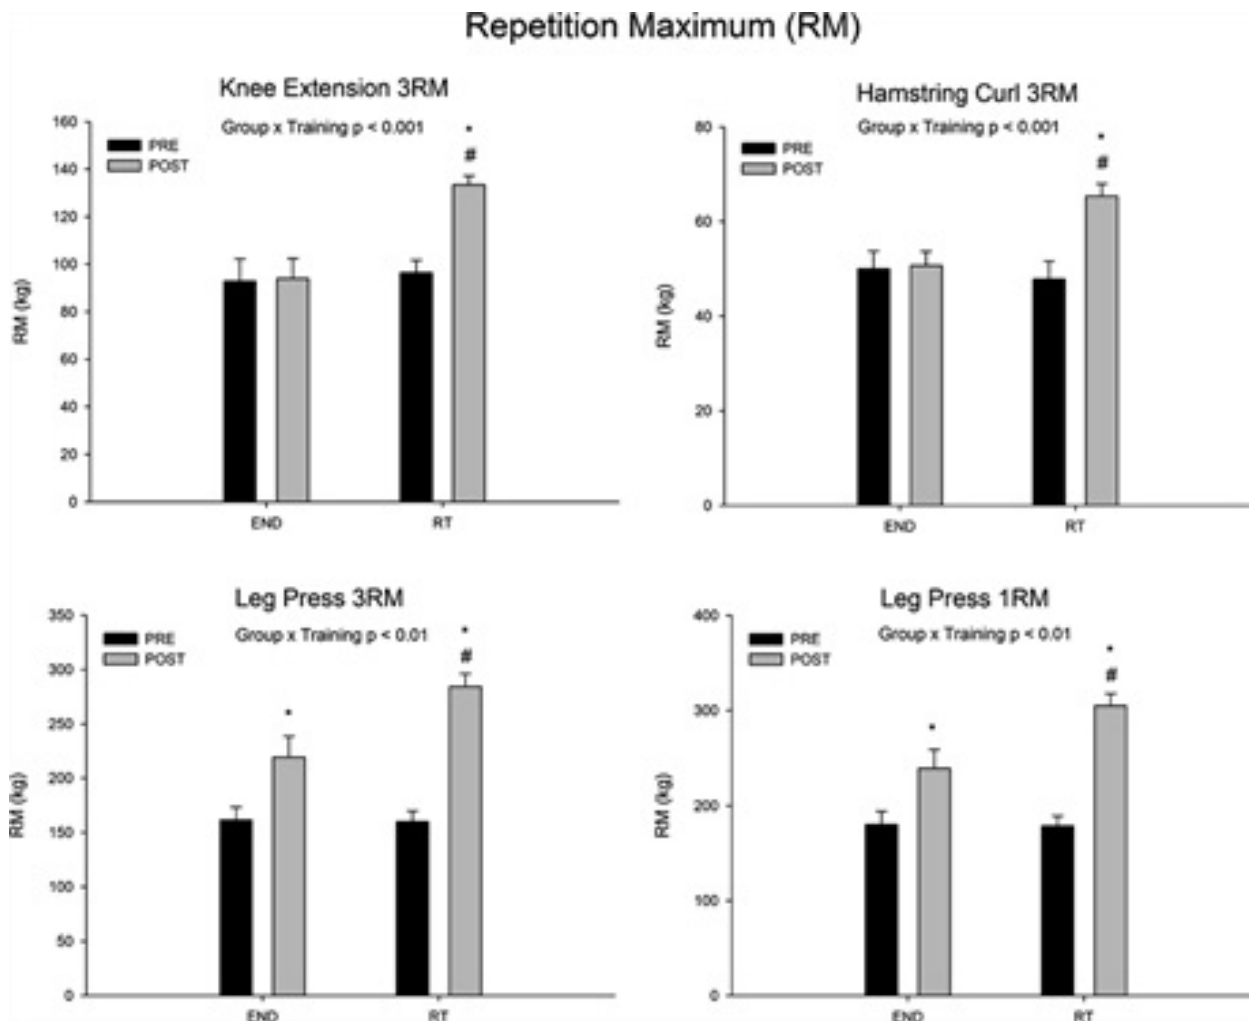 Repetition Maximum (RM)
Knee Extension 3RM
Group x Training p < 0.001
PRE
POST
*
#
160
140
120
100
80
60
40
20
0
RM (kg)
END
RT
Hamstring Curl 3RM
Group x Training p < 0.001
PRE
POST
*
#
80
60
40
20
0
RM (kg)
END
RT
Leg Press 3RM
Group x Training p < 0.01
PRE
POST
*
*
#
350
300
250
200
150
100
50
0
RM (kg)
END
RT
Leg Press 1RM
Group x Training p < 0.01
PRE
POST
*
*
#
400
300
200
100
0
RM (kg)
END
RT